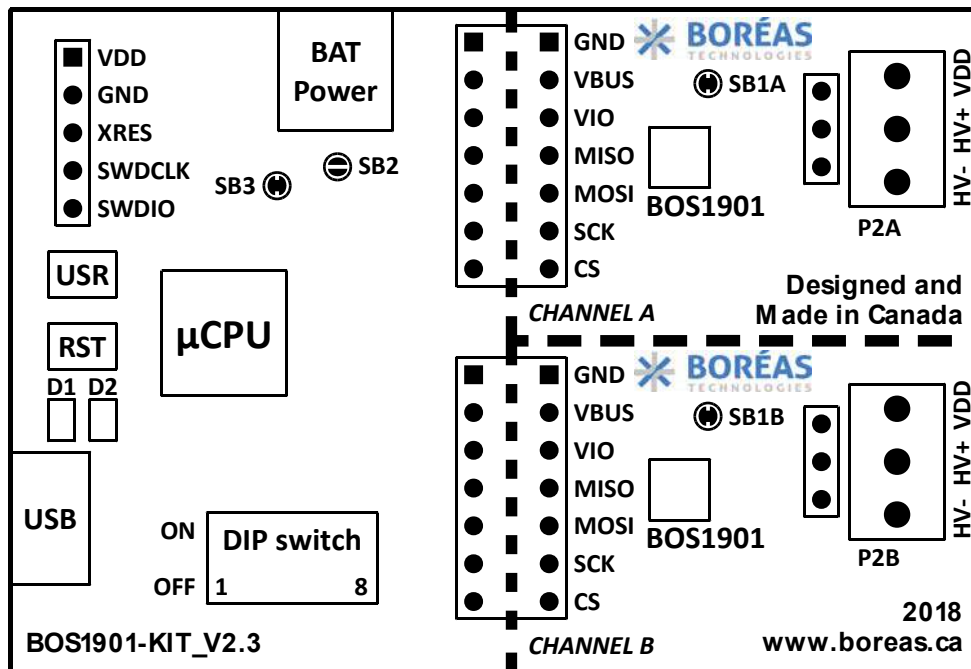 VDD
GND
XRES
SWDCLK
SWDIO
BAT
Power
SB3
SB2
USR
RST
D1 D2
µCPU
USB
ON
OFF
DIP switch
1 8
BOS1901-KIT_V2.3
GND
VBUS
VIO
MISO
MOSI
SCK
CS
BORÉAS
TECHNOLOGIES
SB1A
BOS1901
P2A
HV- HV+ VDD
CHANNEL A
Designed and
Made in Canada
GND
VBUS
VIO
MISO
MOSI
SCK
CS
BORÉAS
TECHNOLOGIES
SB1B
BOS1901
P2B
HV- HV+ VDD
CHANNEL B
2018
www.boreas.ca